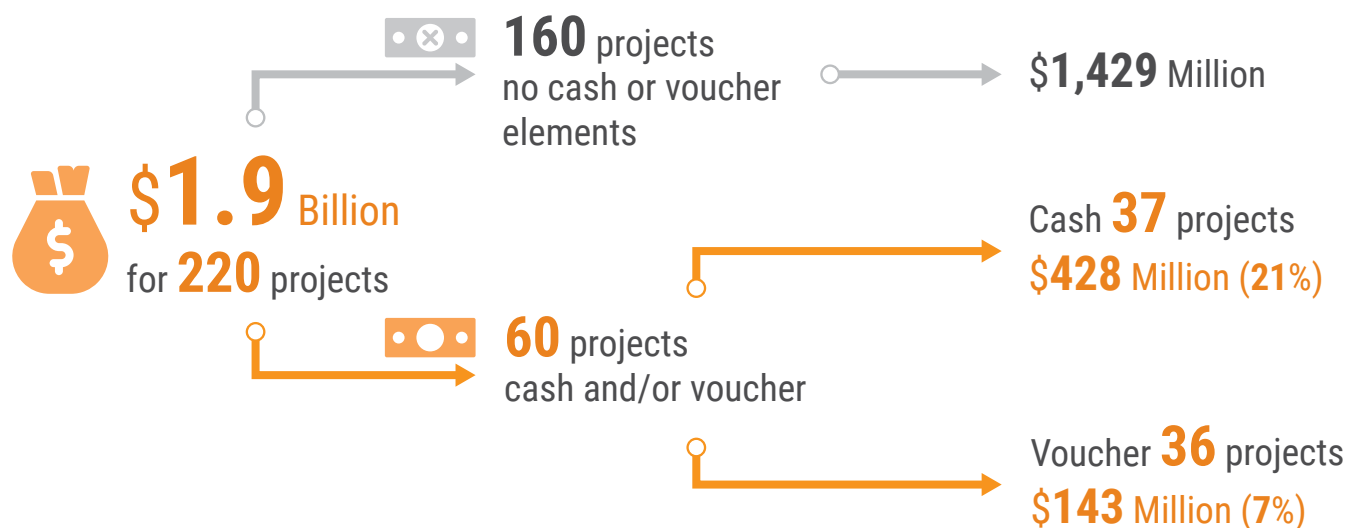 160 projects
no cash or voucher
elements
$1,429 Million
$1.9 Billion
for 220 projects
Cash 37 projects
$428 Million (21%)
60 projects
cash and/or voucher
Voucher 36 projects
$143 Million (7%)